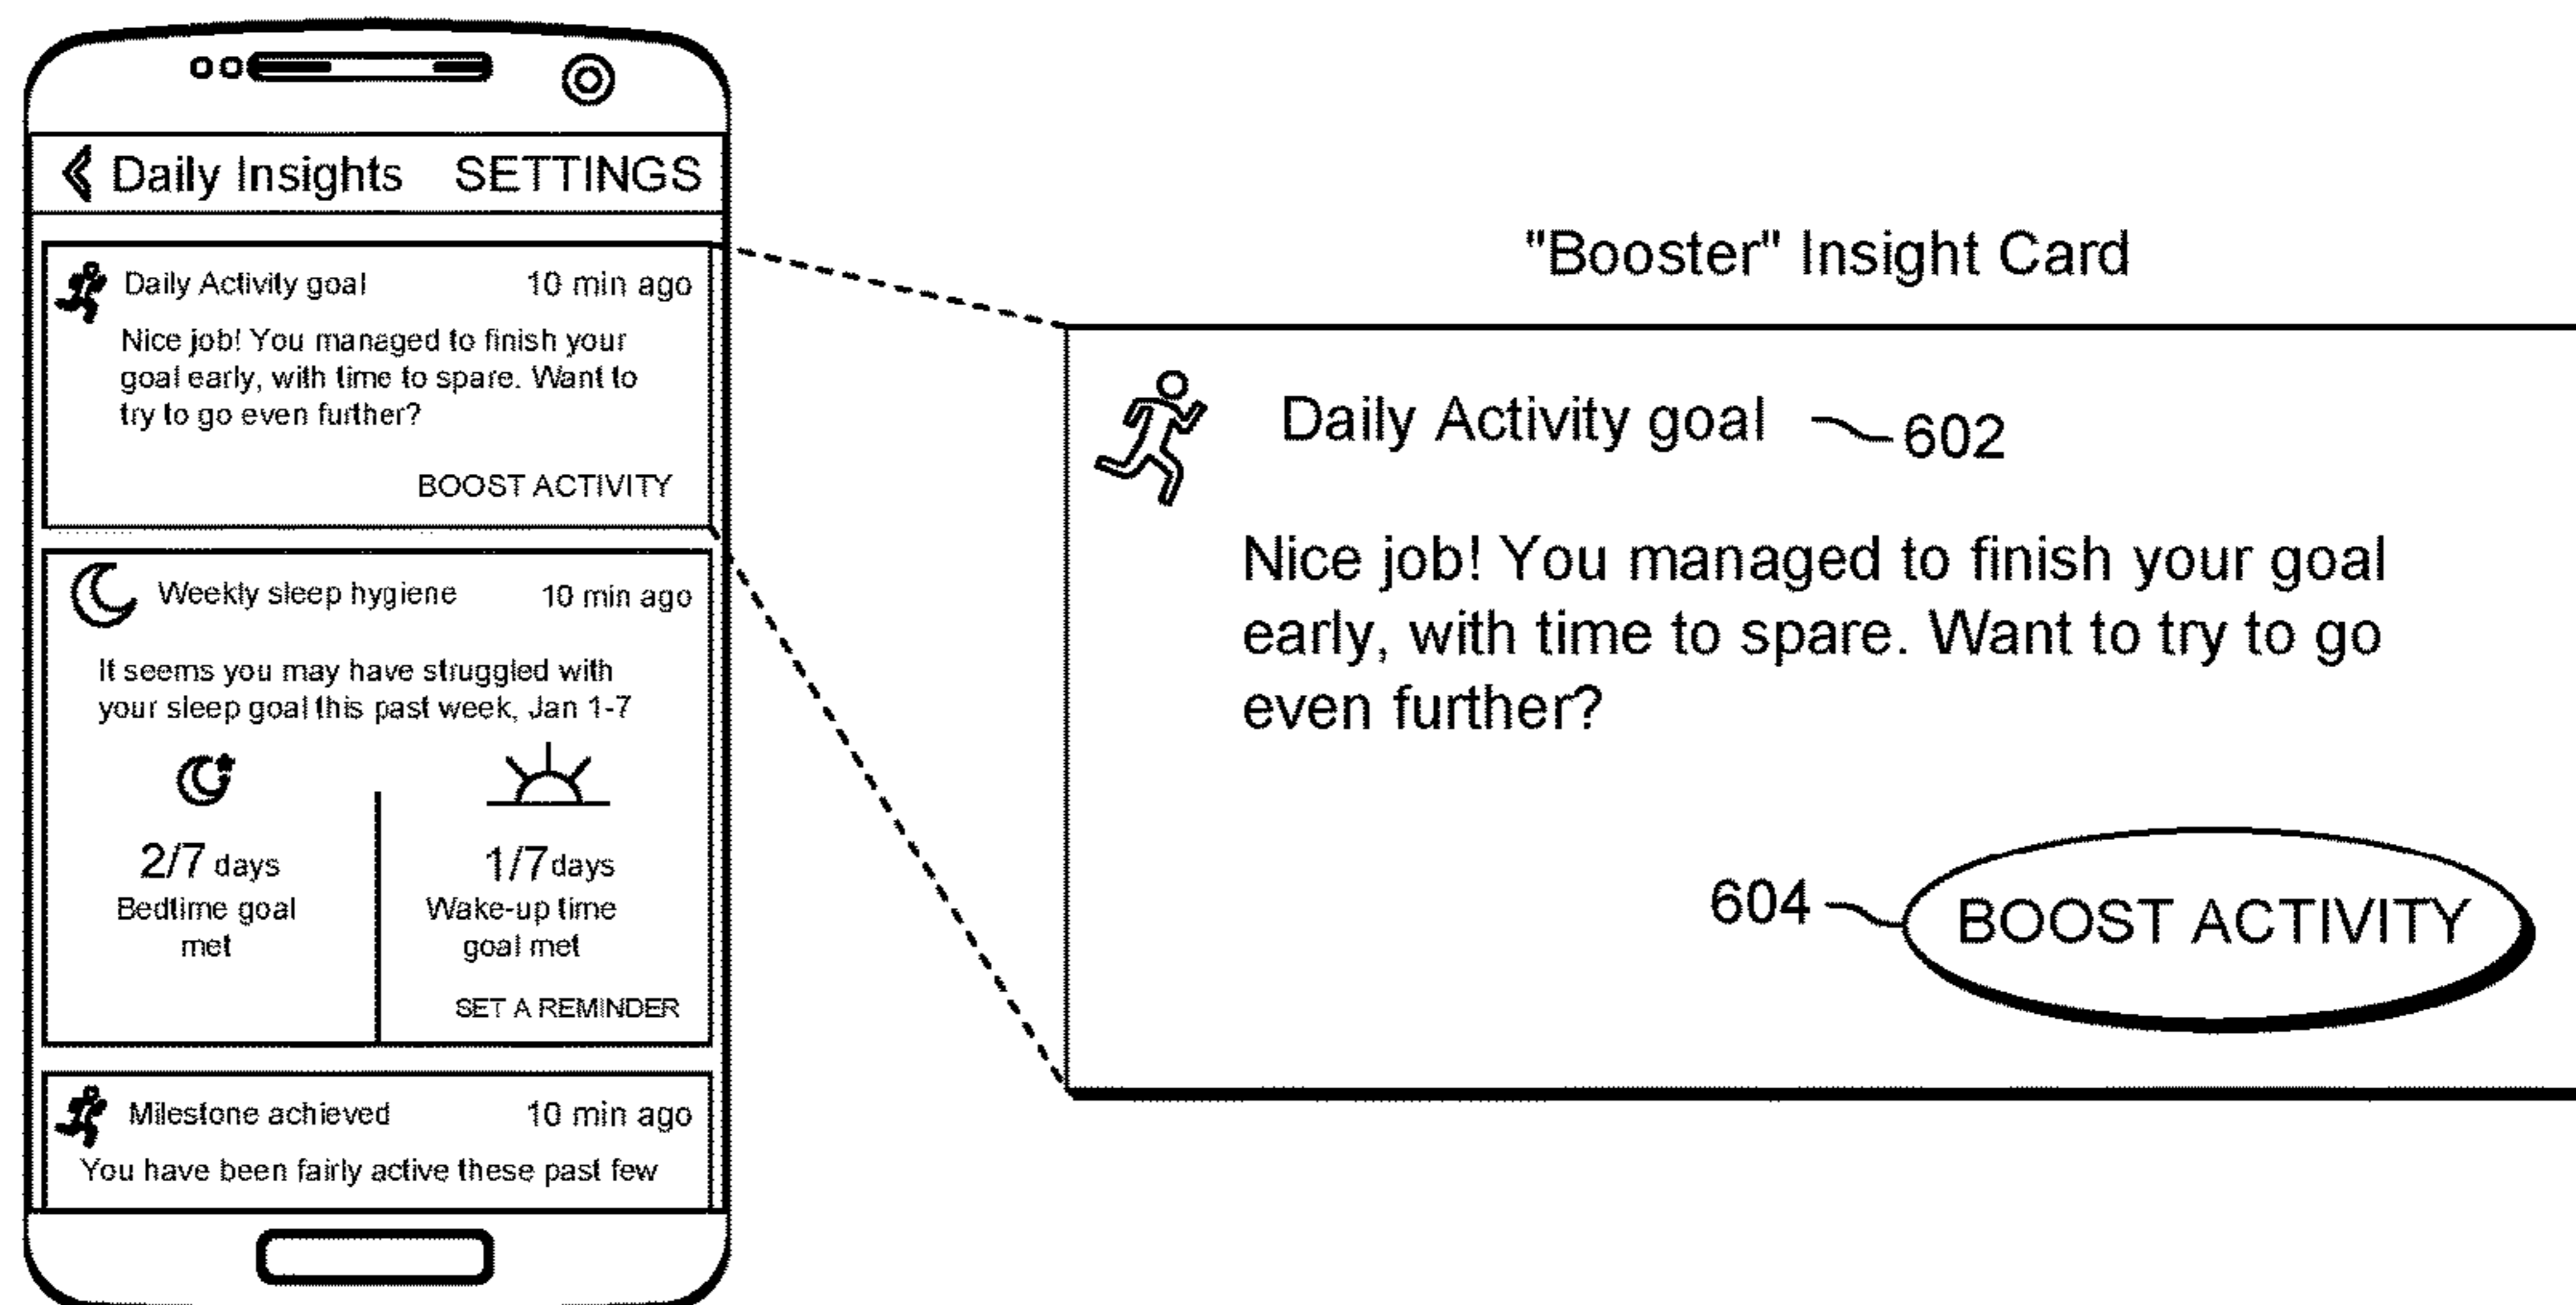 Daily Insights SETTINGS
Daily Activity goal 10 min ago
Nice job! You managed to finish your
goal early, with time to spare. Want to
try to go even further?
BOOST ACTIVITY
Weekly sleep hygiene 10 min ago
It seems you may have struggled with
your sleep goal this past week, Jan 1-7
2/7 days
Bedtime goal
met
1/7 days
Wake-up time
goal met
SET A REMINDER
Milestone achieved 10 min ago
You have been fairly active these past few
"Booster" Insight Card
Daily Activity goal 602
Nice job! You managed to finish your goal
early, with time to spare. Want to try to go
even further?
604 BOOST ACTIVITY